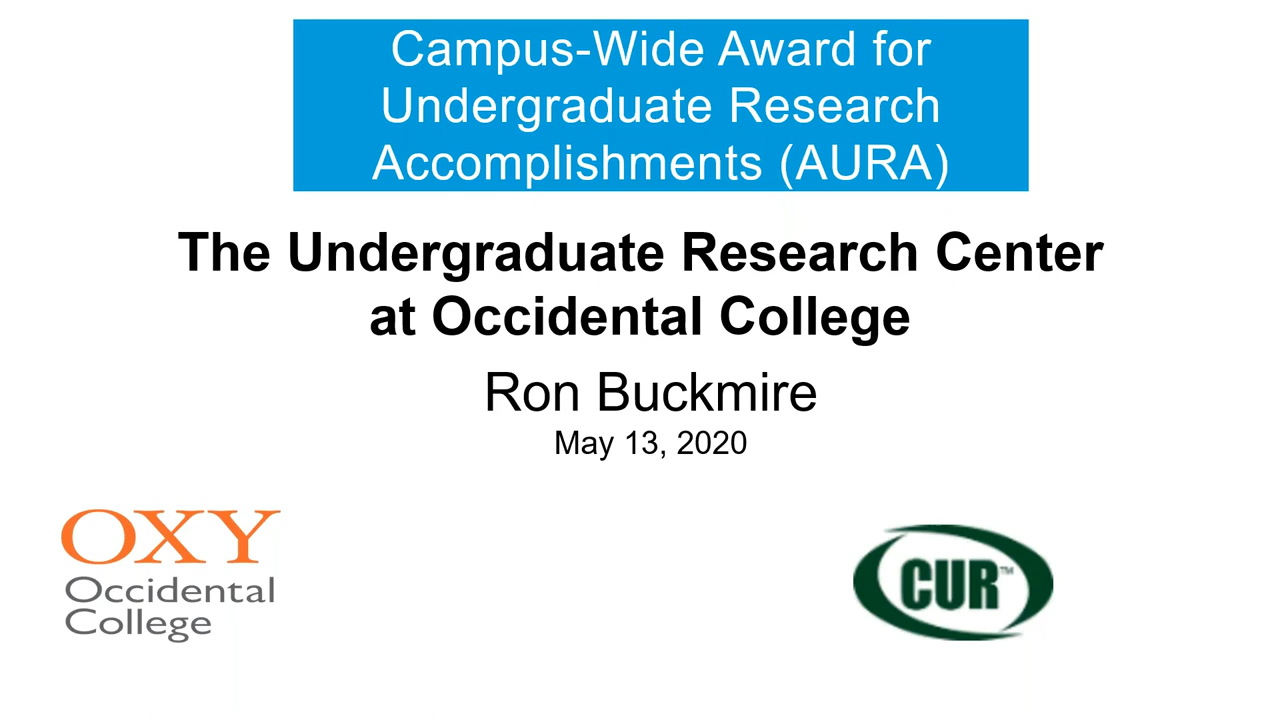 Campus-Wide Award for
Undergraduate Research
Accomplishments (AURA)
The Undergraduate Research Center
at Occidental College
Ron Buckmire
May 13, 2020
OXY
Occidental
College
CUR™